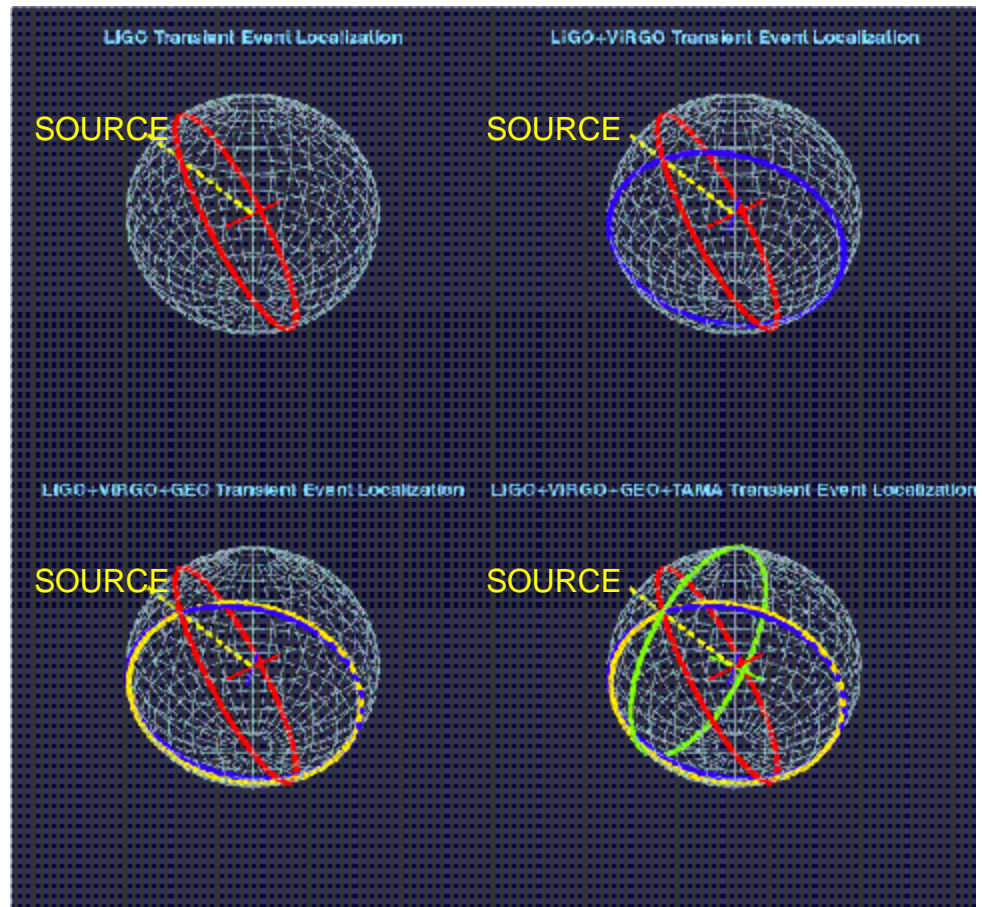 LIGO Transient Event Localization
LIGO+VIRGO Transient Event Localization
SOURCE
SOURCE
LIGO+VIRGO+GEO Transient Event Localization
LIGO+VIRGO+GEO+TAMA Transient Event Localization
SOURCE
SOURCE